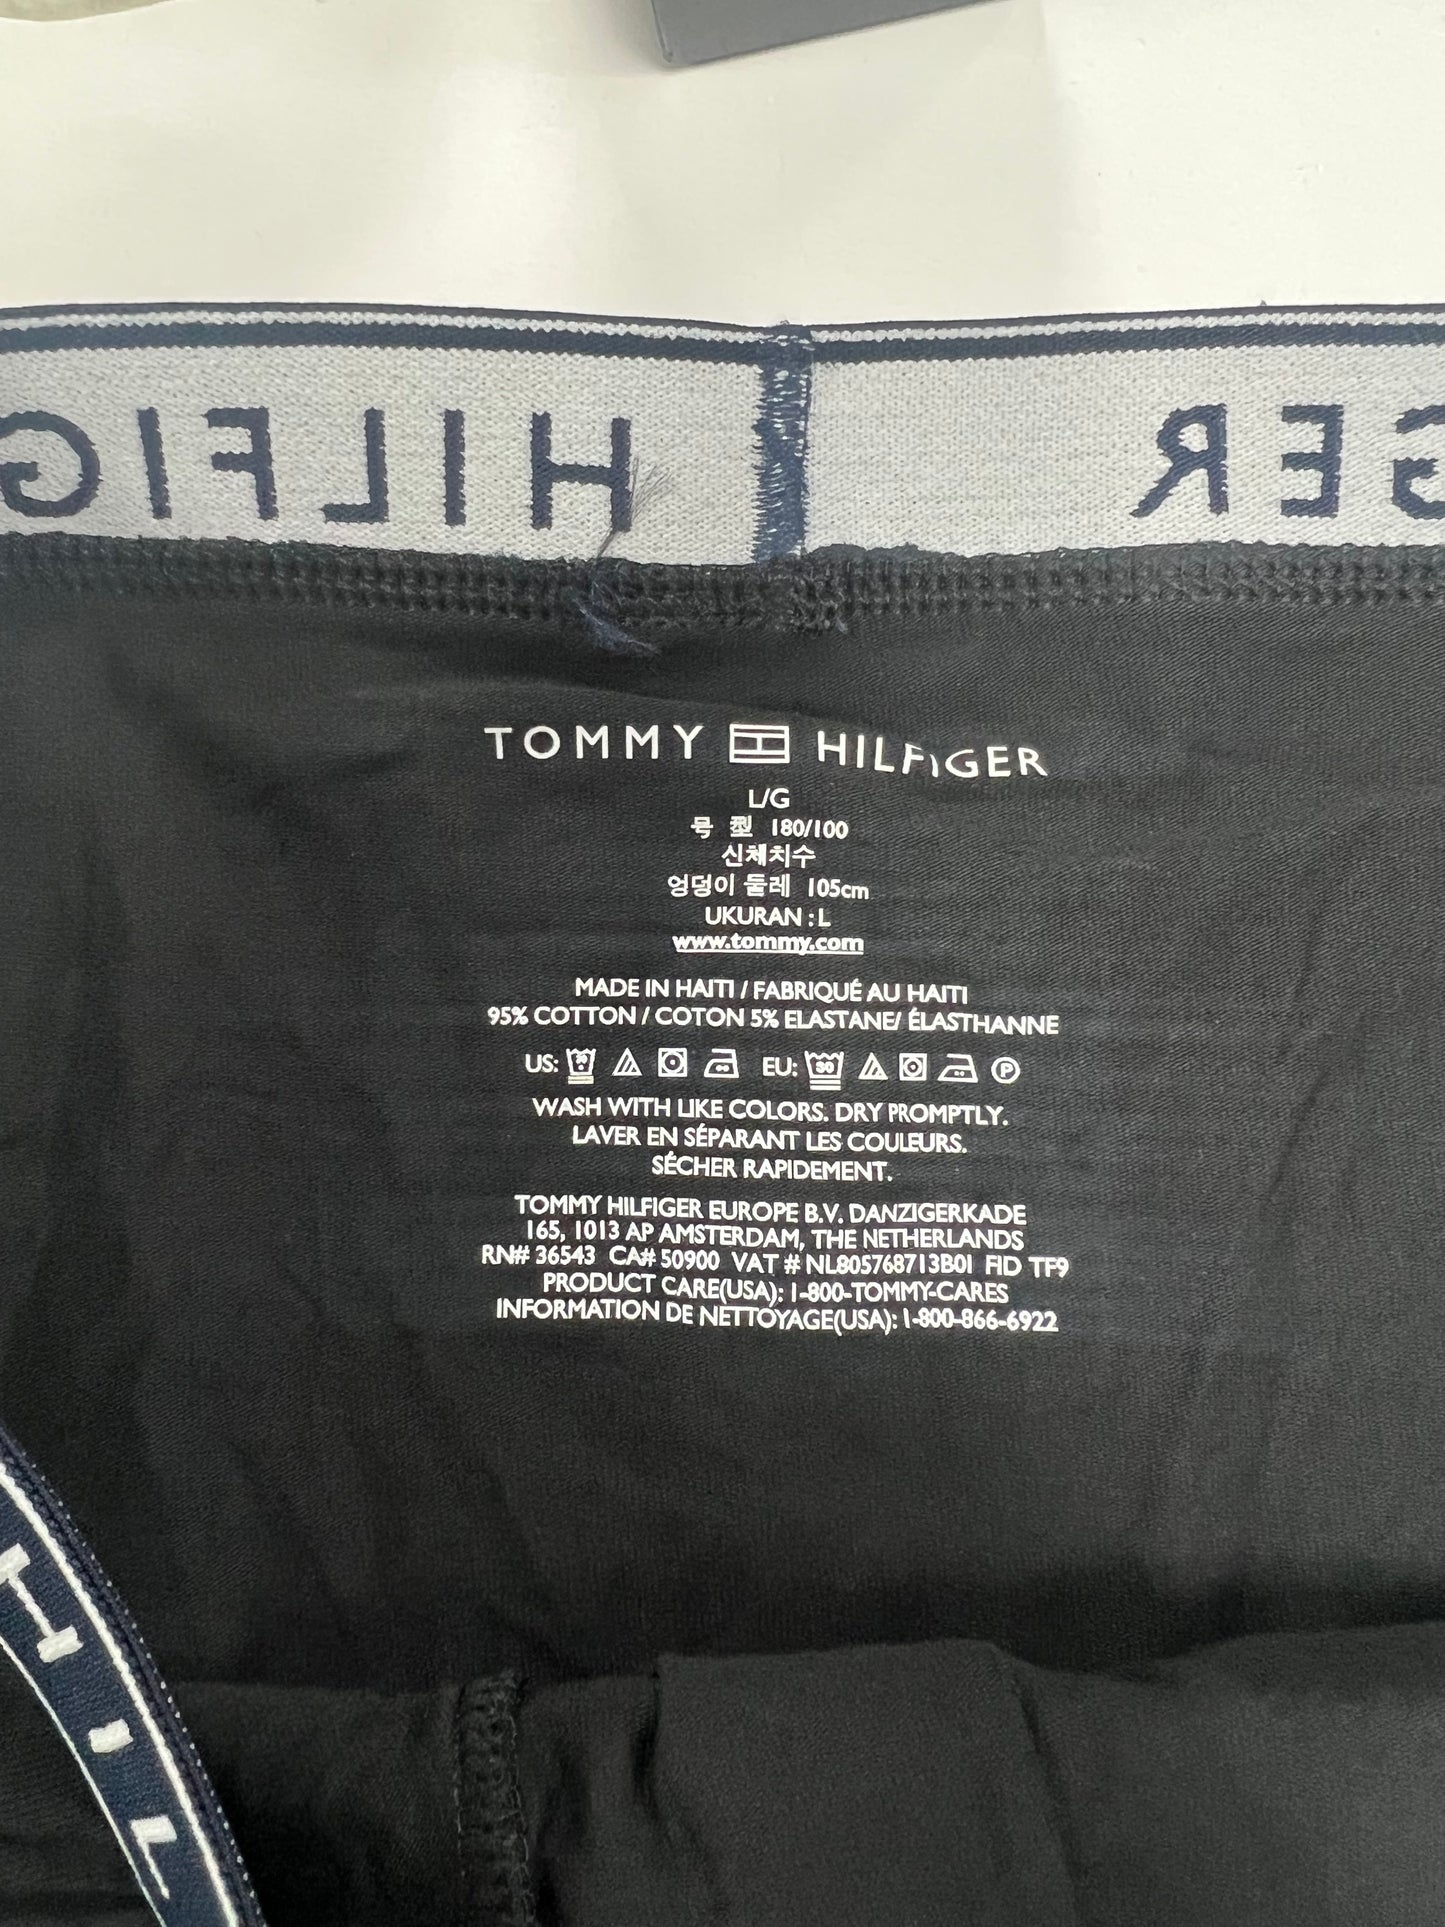 HILFIG
GER
TOMMY HILFIGER
L/G
号 型 180/100
신체치수
엉덩이 둘레 105cm
UKURAN : L
www.tommy.com
MADE IN HAITI / FABRIQUÉ AU HAITI
95% COTTON / COTON 5% ELASTANE/ ÉLASTHANNE
US: 30 EU: 30 P
WASH WITH LIKE COLORS. DRY PROMPTLY.
LAVER EN SÉPARANT LES COULEURS.
SÉCHER RAPIDEMENT.
TOMMY HILFIGER EUROPE B.V. DANZIGERKADE
165, 1013 AP AMSTERDAM, THE NETHERLANDS
RN# 36543 CA# 50900 VAT # NL805768713B01 FID TF9
PRODUCT CARE(USA): 1-800-TOMMY-CARES
INFORMATION DE NETTOYAGE(USA): 1-800-866-6922
HIL